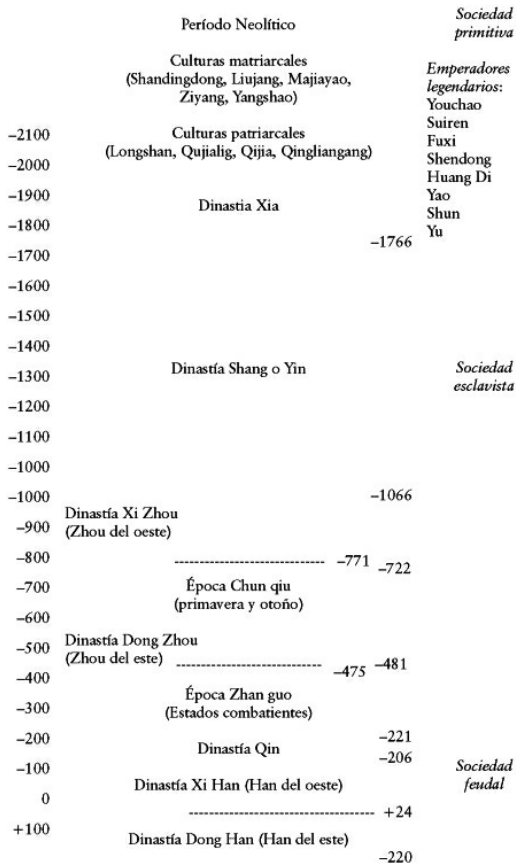 Período Neolítico
Sociedad
primitiva
Culturas matriarcales
(Shandingdong, Liujang, Majiayao,
Ziyang, Yangshao)
Emperadores
legendarios:
Youchao
Suiren
Fuxi
Shendong
Huang Di
Yao
Shun
Yu
–2100
Culturas patriarcales
(Longshan, Qujialig, Qijia, Qingliangang)
–2000
–1900
Dinastia Xia
–1800
–1766
–1700
–1600
–1500
–1400
–1300
Dinastía Shang o Yin
Sociedad
esclavista
–1200
–1100
–1000
–1000
–1066
Dinastía Xi Zhou
(Zhou del oeste)
–900
–800
------------------------------ –771
–722
–700
Época Chun qiu
(primavera y otoño)
–600
–500
Dinastía Dong Zhou
(Zhou del este)
----------------------------- –475
–481
–400
–300
Época Zhan guo
(Estados combatientes)
–200
–221
Dinastía Qin
–206
–100
Sociedad
feudal
Dinastía Xi Han (Han del oeste)
0
------------------------------------- +24
+100
Dinastía Dong Han (Han del este)
–220